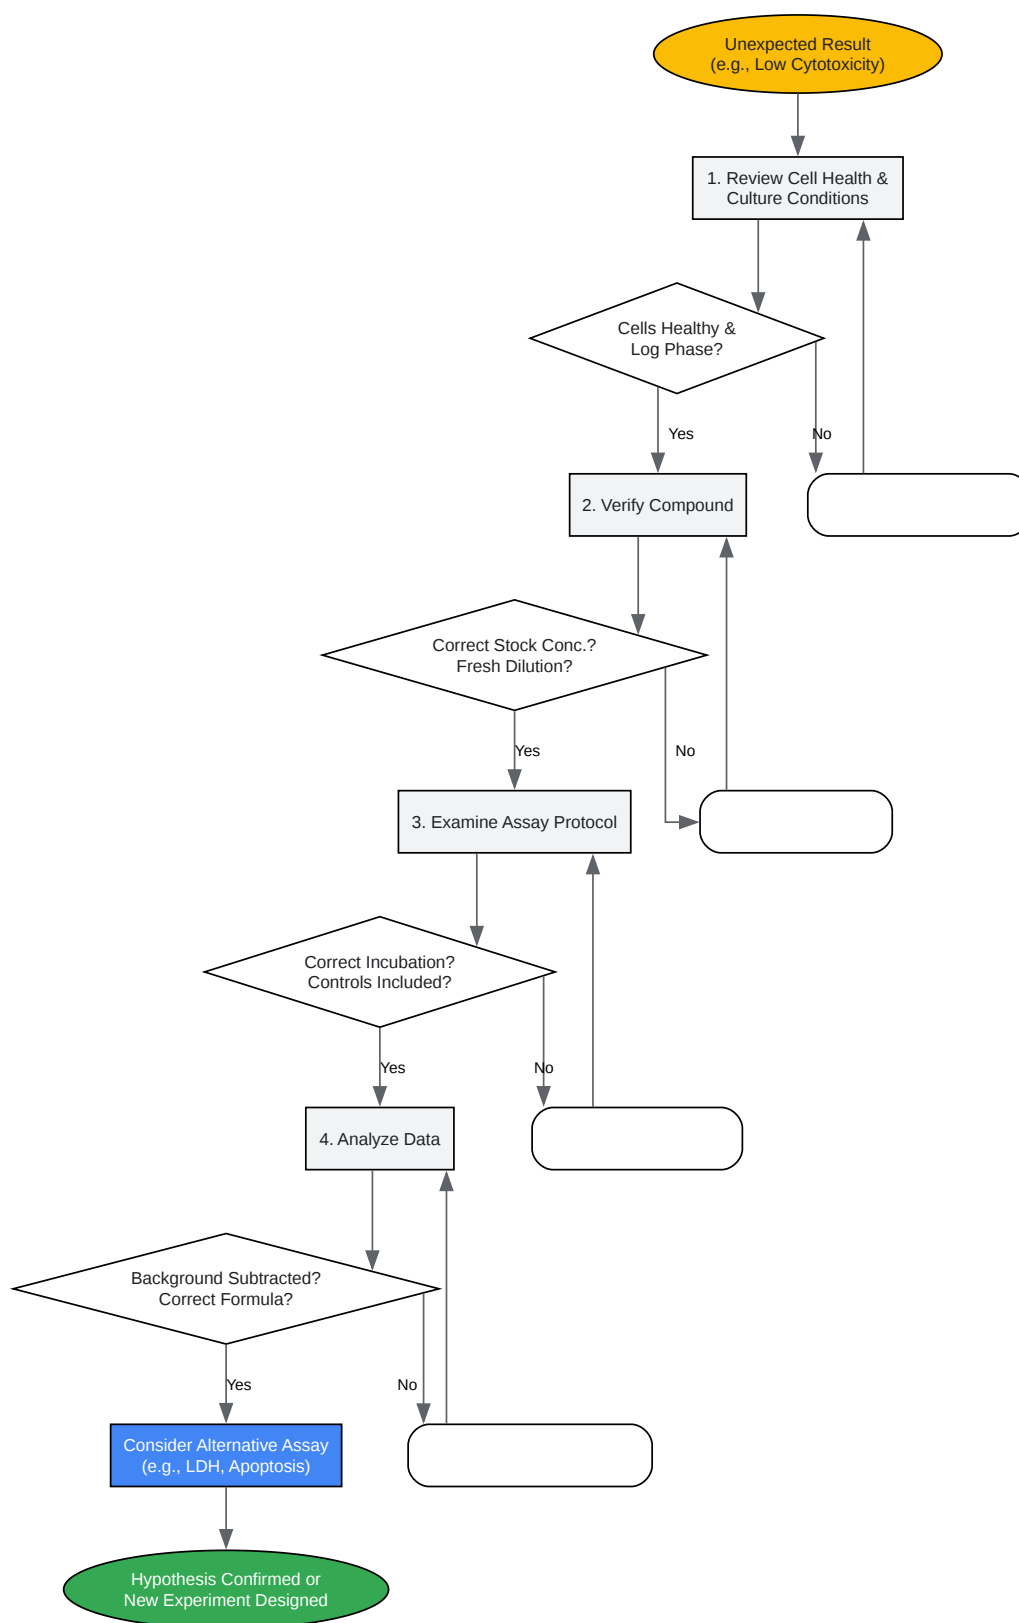 Unexpected Result
(e.g., Low Cytotoxicity)
1. Review Cell Health &
Culture Conditions
Cells Healthy &
Log Phase?
Yes
No
2. Verify Compound
Correct Stock Conc.?
Fresh Dilution?
Yes
No
3. Examine Assay Protocol
Correct Incubation?
Controls Included?
Yes
No
4. Analyze Data
Background Subtracted?
Correct Formula?
Yes
No
Consider Alternative Assay
(e.g., LDH, Apoptosis)
Hypothesis Confirmed or
New Experiment Designed